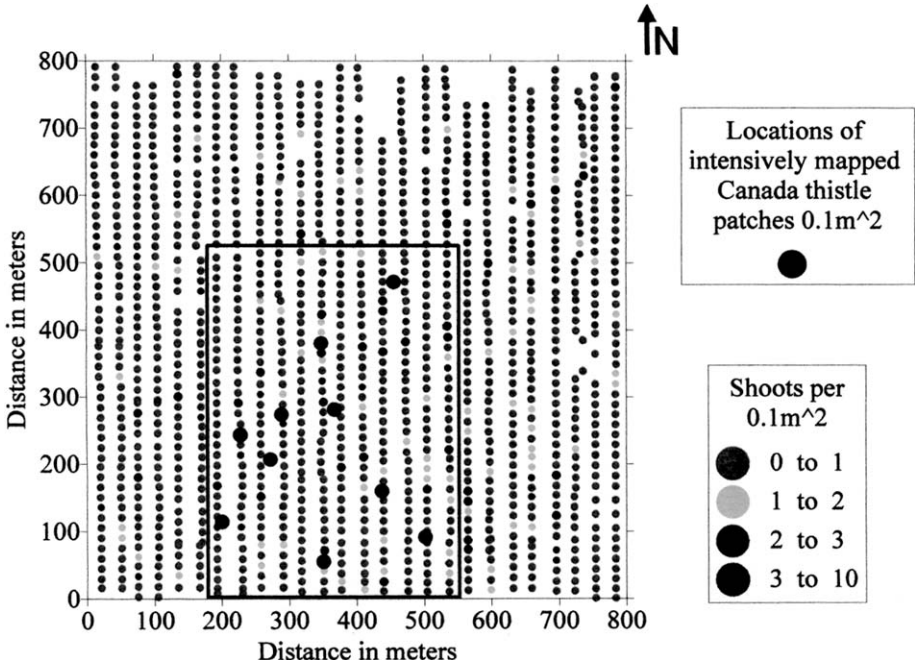 N
800
700
600
500
400
300
200
100
0
Distance in meters
0 100 200 300 400 500 600 700 800
Distance in meters
Locations of
intensively mapped
Canada thistle
patches 0.1m^2
Shoots per
0.1m^2
0 to 1
1 to 2
2 to 3
3 to 10